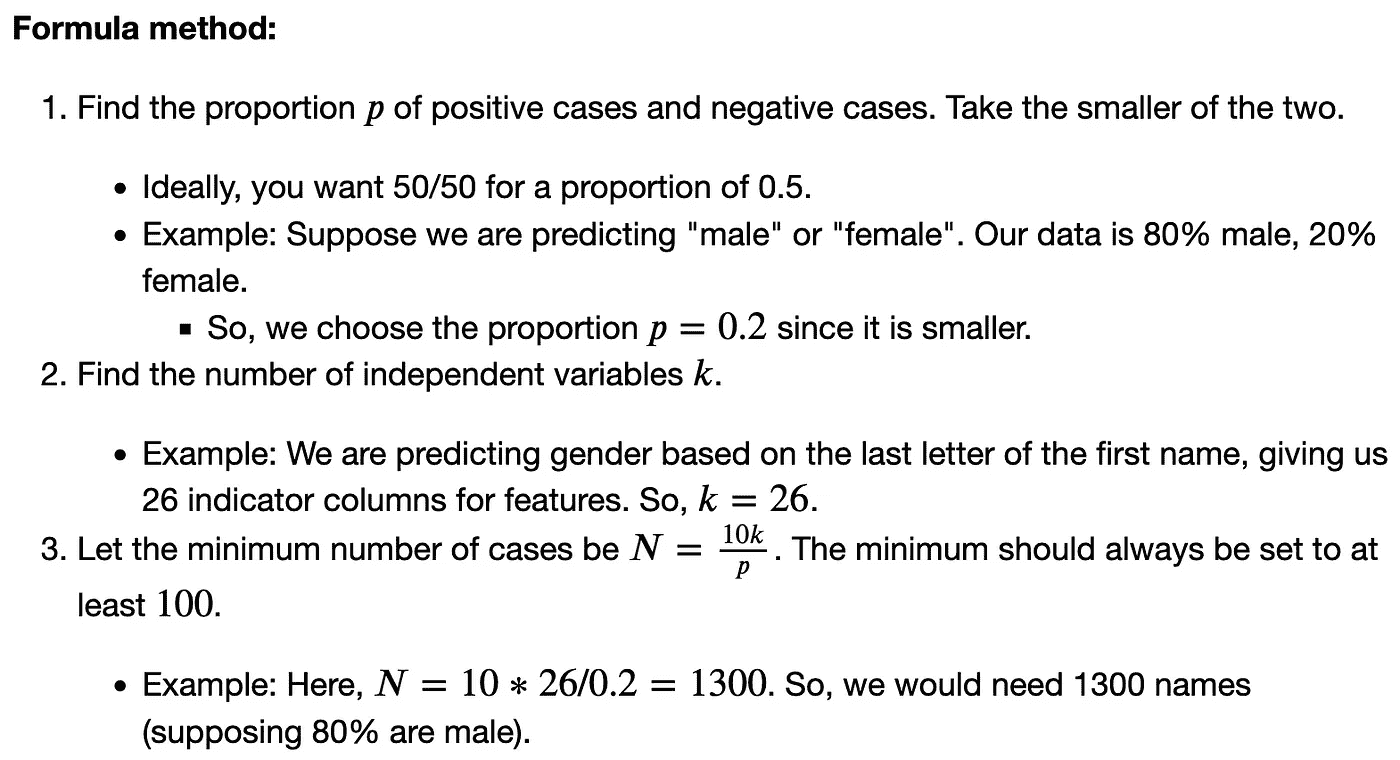 Formula method:
1. Find the proportion p of positive cases and negative cases. Take the smaller of the two.
• Ideally, you want 50/50 for a proportion of 0.5.
• Example: Suppose we are predicting "male" or "female". Our data is 80% male, 20%
female.
▪ So, we choose the proportion p = 0.2 since it is smaller.
2. Find the number of independent variables k.
• Example: We are predicting gender based on the last letter of the first name, giving us
26 indicator columns for features. So, k = 26.
3. Let the minimum number of cases be N = 10k/p. The minimum should always be set to at
least 100.
• Example: Here, N = 10 * 26/0.2 = 1300. So, we would need 1300 names
(supposing 80% are male).